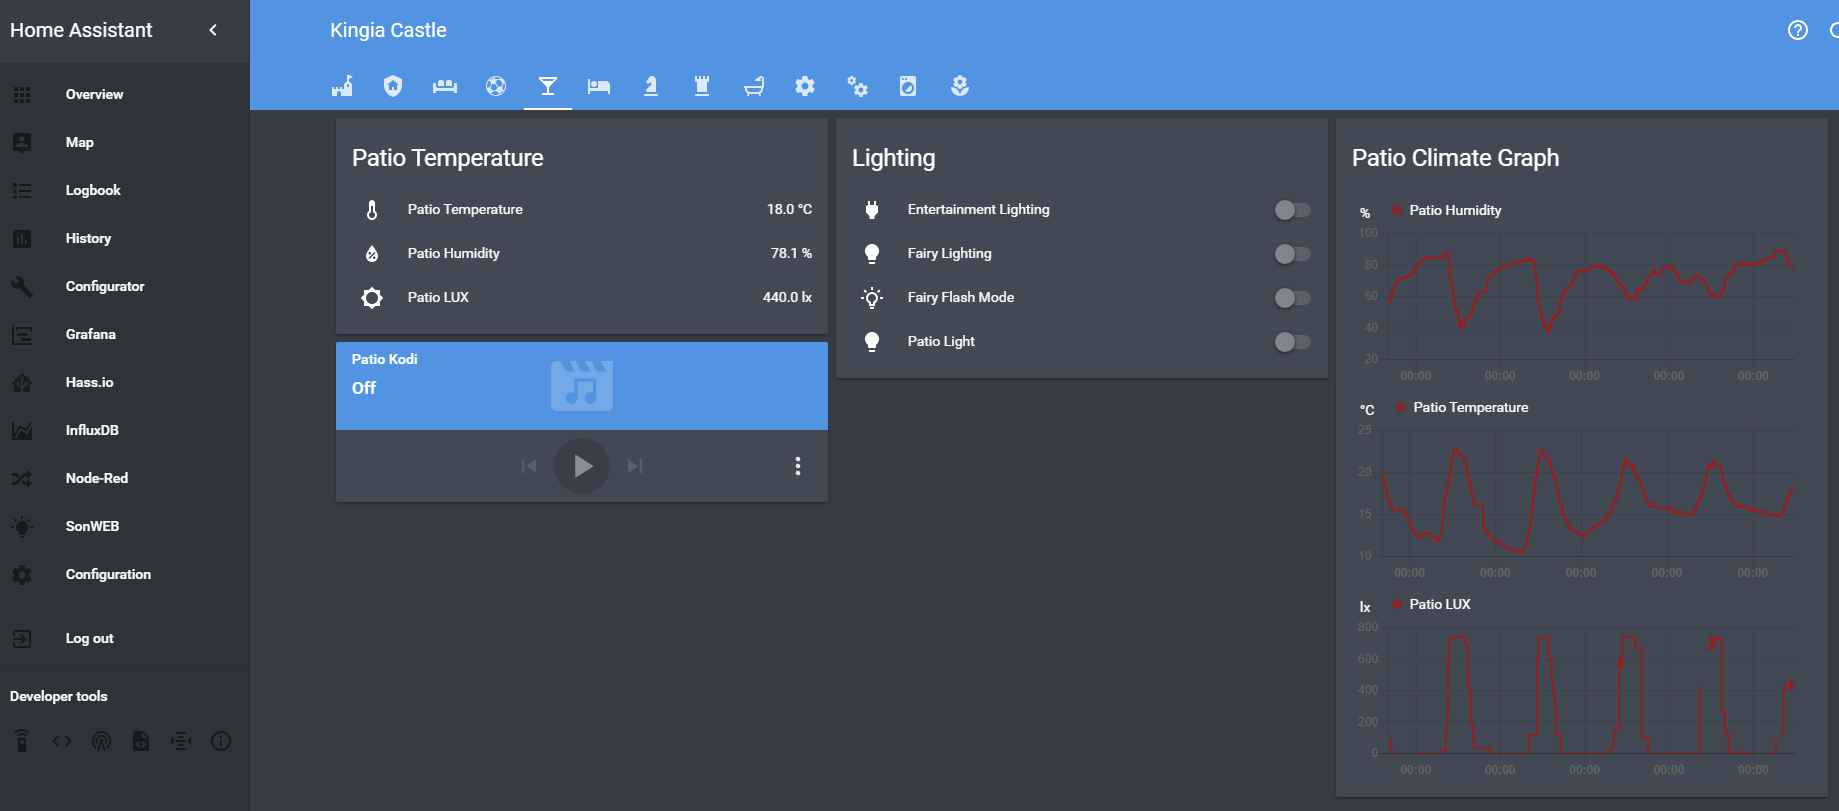 Home Assistant
Overview
Map
Logbook
History
Configurator
Grafana
Hass.io
InfluxDB
Node-Red
SonWEB
Configuration
Log out
Developer tools
Kingia Castle
Patio Temperature
Patio Temperature 18.0 °C
Patio Humidity 78.1 %
Patio LUX 440.0 lx
Patio Kodi
Off
Lighting
Entertainment Lighting
Fairy Lighting
Fairy Flash Mode
Patio Light
Patio Climate Graph
% Patio Humidity
100
80
60
40
20
00:00 00:00 00:00 00:00 00:00
°C Patio Temperature
25
20
15
10
00:00 00:00 00:00 00:00 00:00
lx Patio LUX
800
600
400
200
0
00:00 00:00 00:00 00:00 00:00